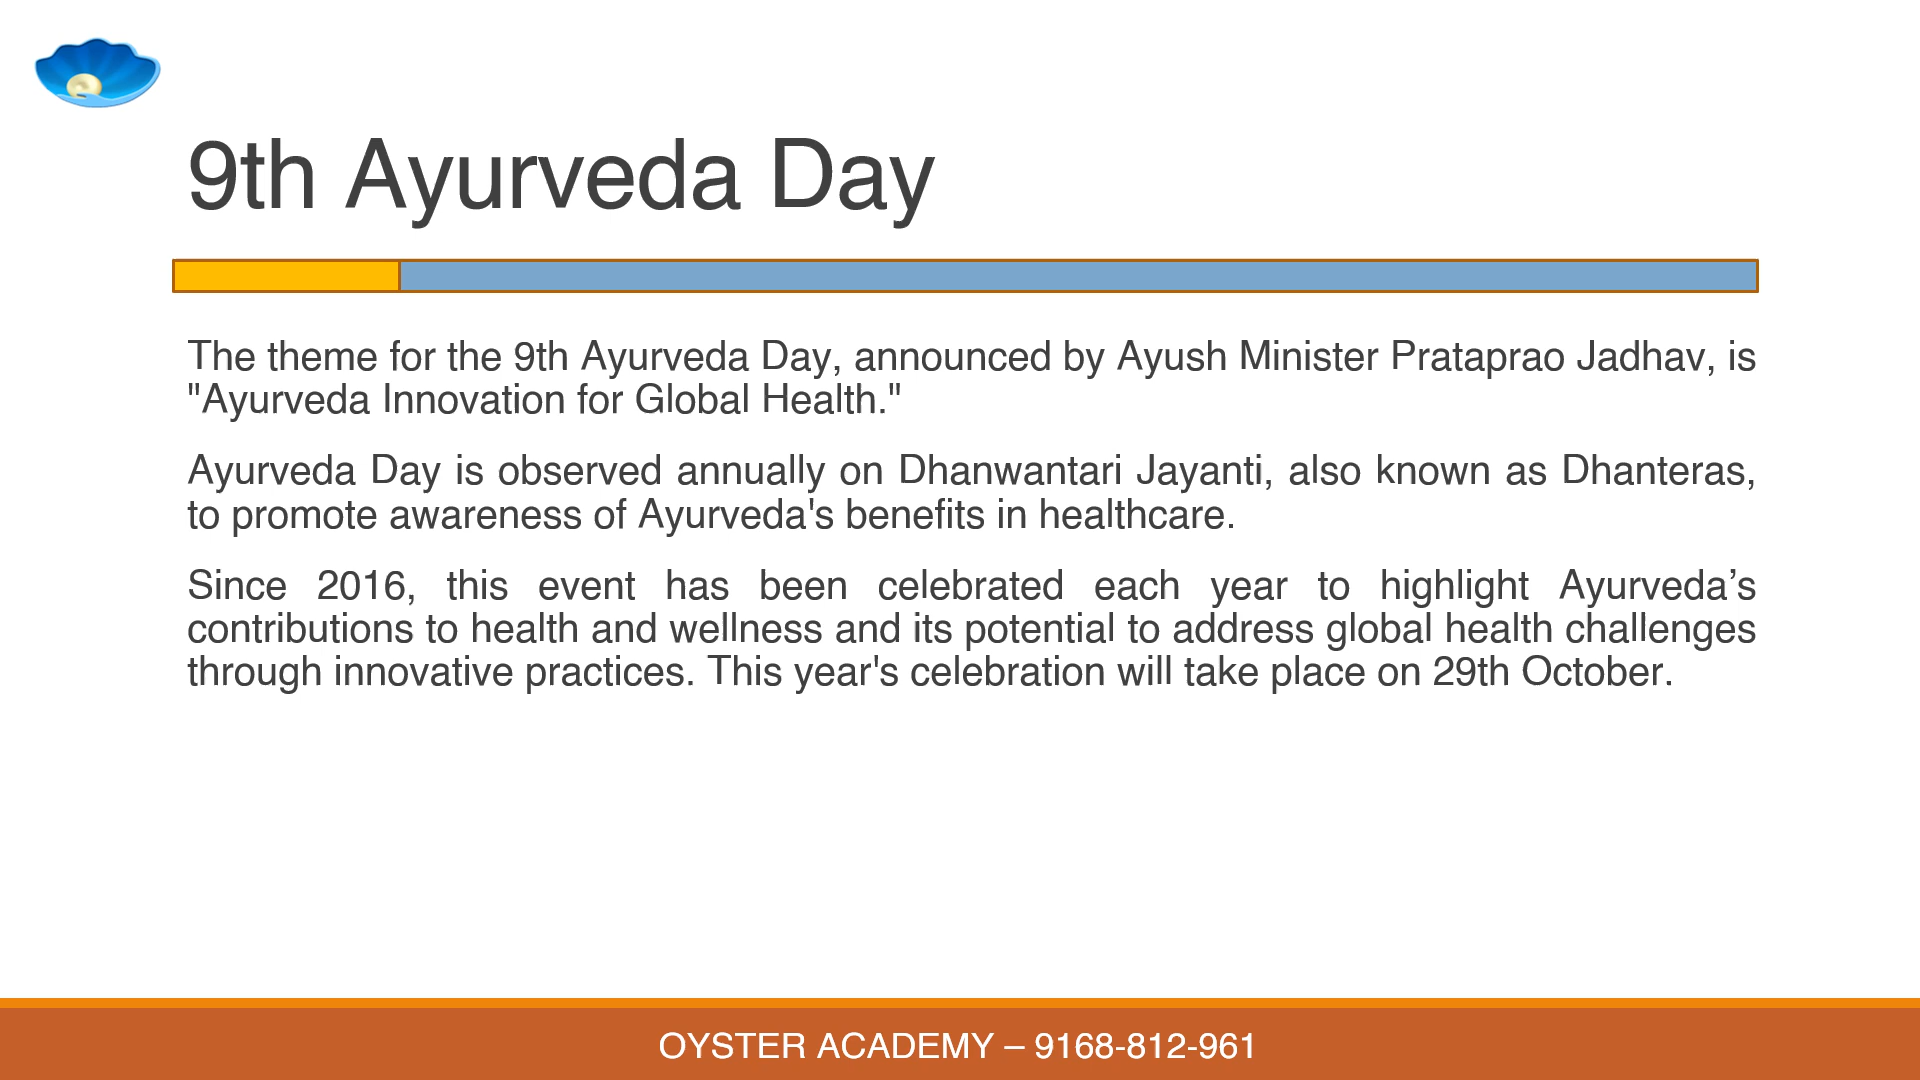 9th Ayurveda Day
The theme for the 9th Ayurveda Day, announced by Ayush Minister Prataprao Jadhav, is
"Ayurveda Innovation for Global Health."
Ayurveda Day is observed annually on Dhanwantari Jayanti, also known as Dhanteras,
to promote awareness of Ayurveda's benefits in healthcare.
Since 2016, this event has been celebrated each year to highlight Ayurveda’s
contributions to health and wellness and its potential to address global health challenges
through innovative practices. This year's celebration will take place on 29th October.
OYSTER ACADEMY – 9168-812-961